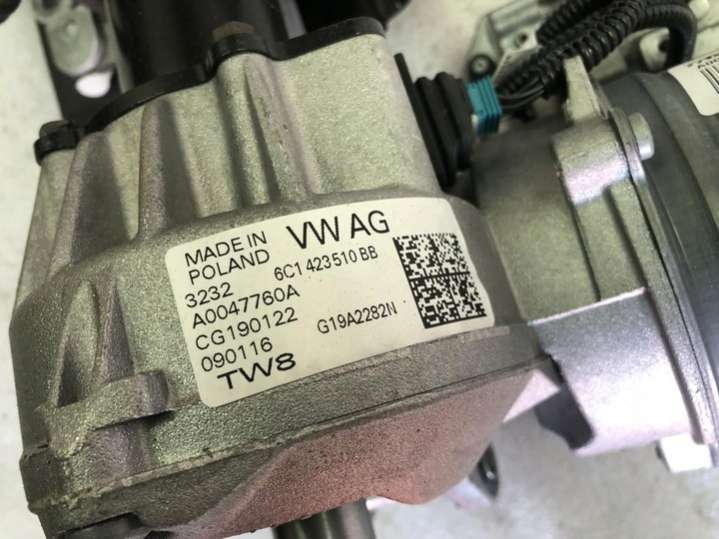 MADE IN
POLAND
VW AG
3232
6C1 423 510 BB
A0047760A
CG190122
G19A2282N
090116
TW8